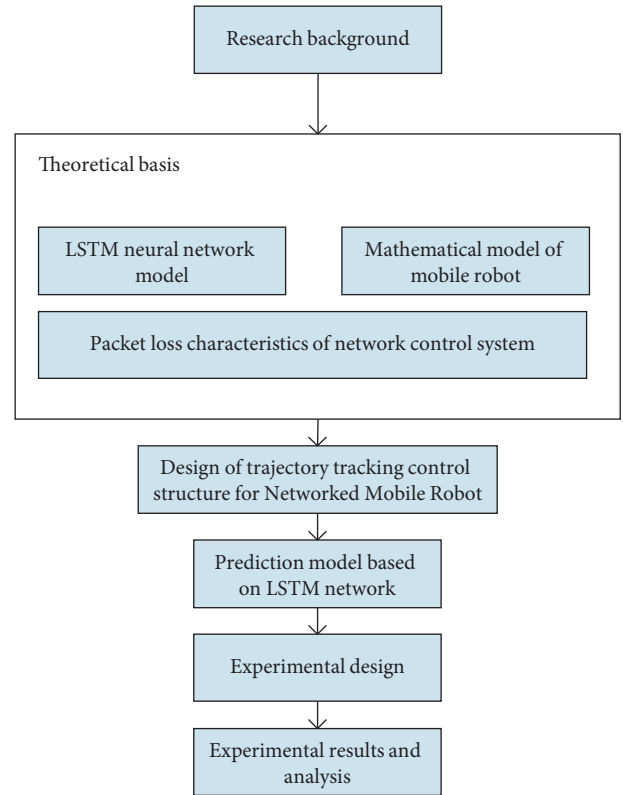 Research background
Theoretical basis
LSTM neural network
model
Mathematical model of
mobile robot
Packet loss characteristics of network control system
Design of trajectory tracking control
structure for Networked Mobile Robot
Prediction model based
on LSTM network
Experimental design
Experimental results and
analysis